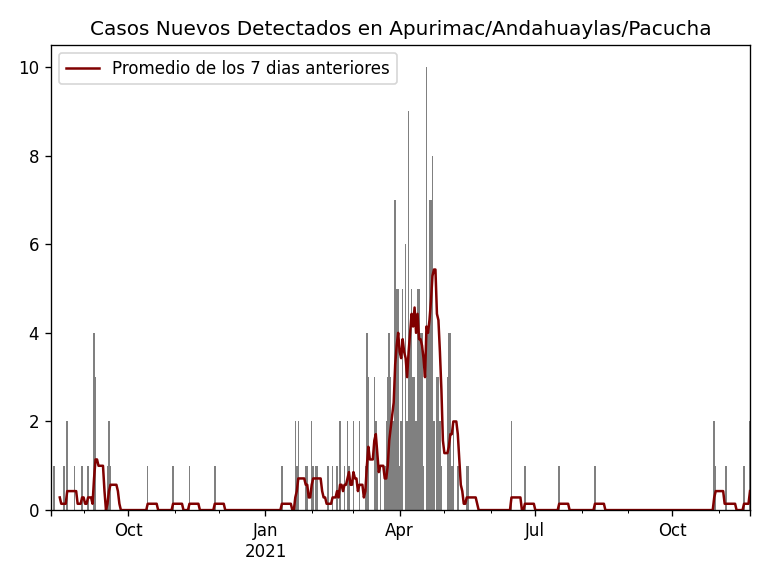 Casos Nuevos Detectados en Apurimac/Andahuaylas/Pacucha
Promedio de los 7 dias anteriores
10
8
6
4
2
0
Oct
Jan
2021
Apr
Jul
Oct